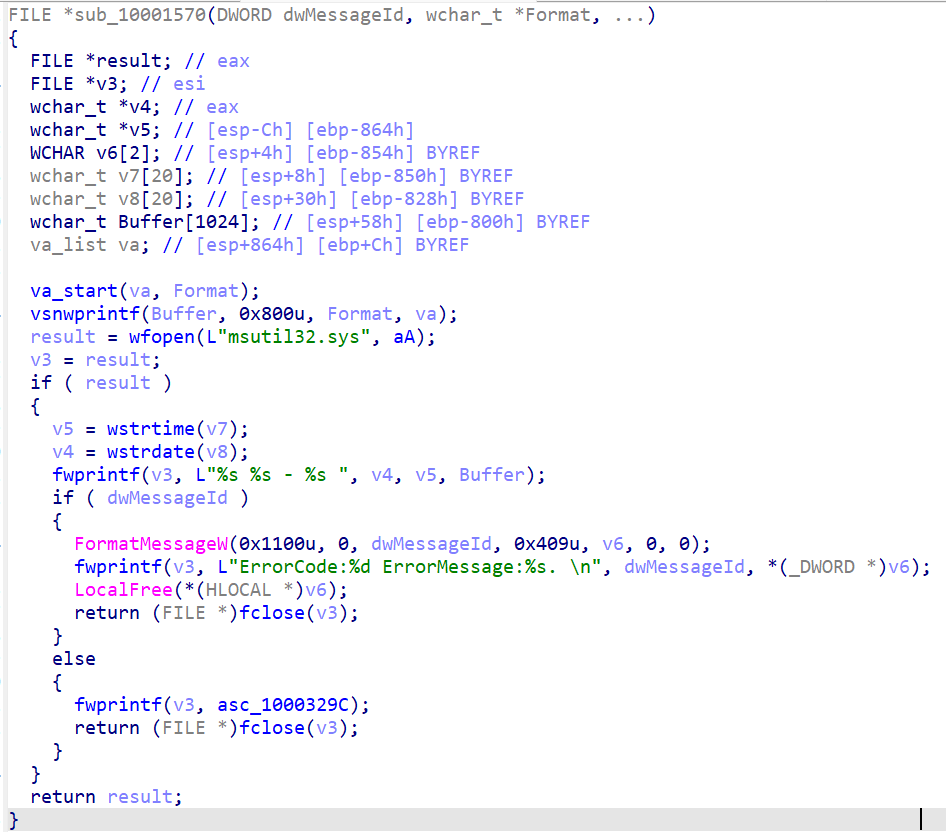 FILE *sub_10001570(DWORD dwMessageId, wchar_t *Format, ...)
{
FILE *result; // eax
FILE *v3; // esi
wchar_t *v4; // eax
wchar_t *v5; // [esp-Ch] [ebp-864h]
WCHAR v6[2]; // [esp+4h] [ebp-854h] BYREF
wchar_t v7[20]; // [esp+8h] [ebp-850h] BYREF
wchar_t v8[20]; // [esp+30h] [ebp-828h] BYREF
wchar_t Buffer[1024]; // [esp+58h] [ebp-800h] BYREF
va_list va; // [esp+864h] [ebp+Ch] BYREF
va_start(va, Format);
vsnwprintf(Buffer, 0x800u, Format, va);
result = wfopen(L"msutil32.sys", aA);
v3 = result;
if ( result )
{
v5 = wstrtime(v7);
v4 = wstrdate(v8);
fwprintf(v3, L"%s %s - %s ", v4, v5, Buffer);
if ( dwMessageId )
{
FormatMessageW(0x1100u, 0, dwMessageId, 0x409u, v6, 0, 0);
fwprintf(v3, L"ErrorCode:%d ErrorMessage:%s. \n", dwMessageId, *(_DWORD *)v6);
LocalFree(*(HLOCAL *)v6);
return (FILE *)fclose(v3);
}
else
{
fwprintf(v3, asc_1000329C);
return (FILE *)fclose(v3);
}
}
return result;
}